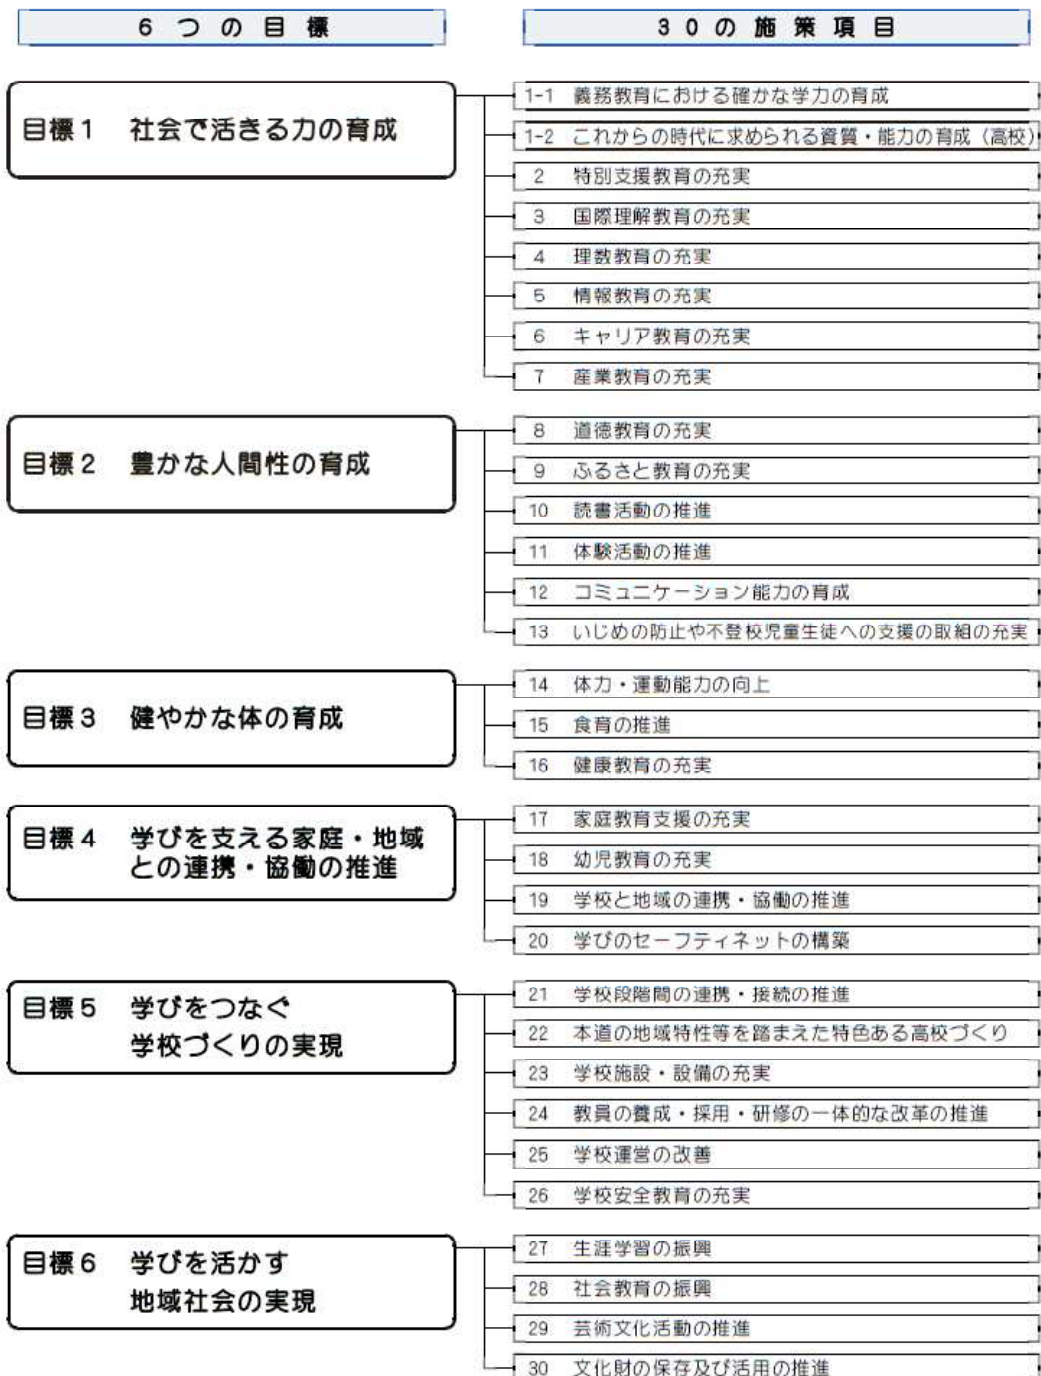 6つの目標
30の施策項目
目標1 社会で活きる力の育成
1-1 義務教育における確かな学力の育成
1-2 これからの時代に求められる資質・能力の育成（高校）
2 特別支援教育の充実
3 国際理解教育の充実
4 理数教育の充実
5 情報教育の充実
6 キャリア教育の充実
7 産業教育の充実
目標2 豊かな人間性の育成
8 道徳教育の充実
9 ふるさと教育の充実
10 読書活動の推進
11 体験活動の推進
12 コミュニケーション能力の育成
13 いじめの防止や不登校児童生徒への支援の取組の充実
目標3 健やかな体の育成
14 体力・運動能力の向上
15 食育の推進
16 健康教育の充実
目標4 学びを支える家庭・地域
との連携・協働の推進
17 家庭教育支援の充実
18 幼児教育の充実
19 学校と地域の連携・協働の推進
20 学びのセーフティネットの構築
目標5 学びをつなぐ
学校づくりの実現
21 学校段階間の連携・接続の推進
22 本道の地域特性等を踏まえた特色ある高校づくり
23 学校施設・設備の充実
24 教員の養成・採用・研修の一体的な改革の推進
25 学校運営の改善
26 学校安全教育の充実
目標6 学びを活かす
地域社会の実現
27 生涯学習の振興
28 社会教育の振興
29 芸術文化活動の推進
30 文化財の保存及び活用の推進